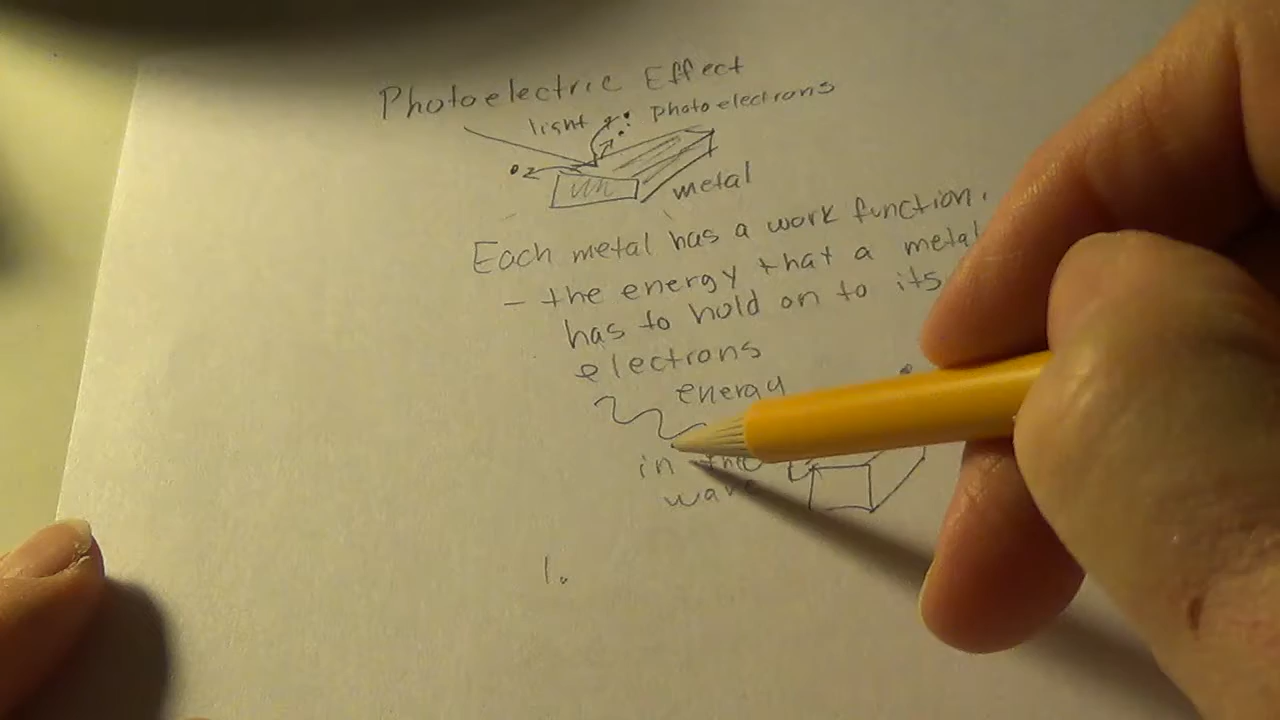 Photoelectric Effect
light photoelectrons
metal
Each metal has a work function.
- the energy that a metal
has to hold on to its
electrons
energy
in the
wave
1.